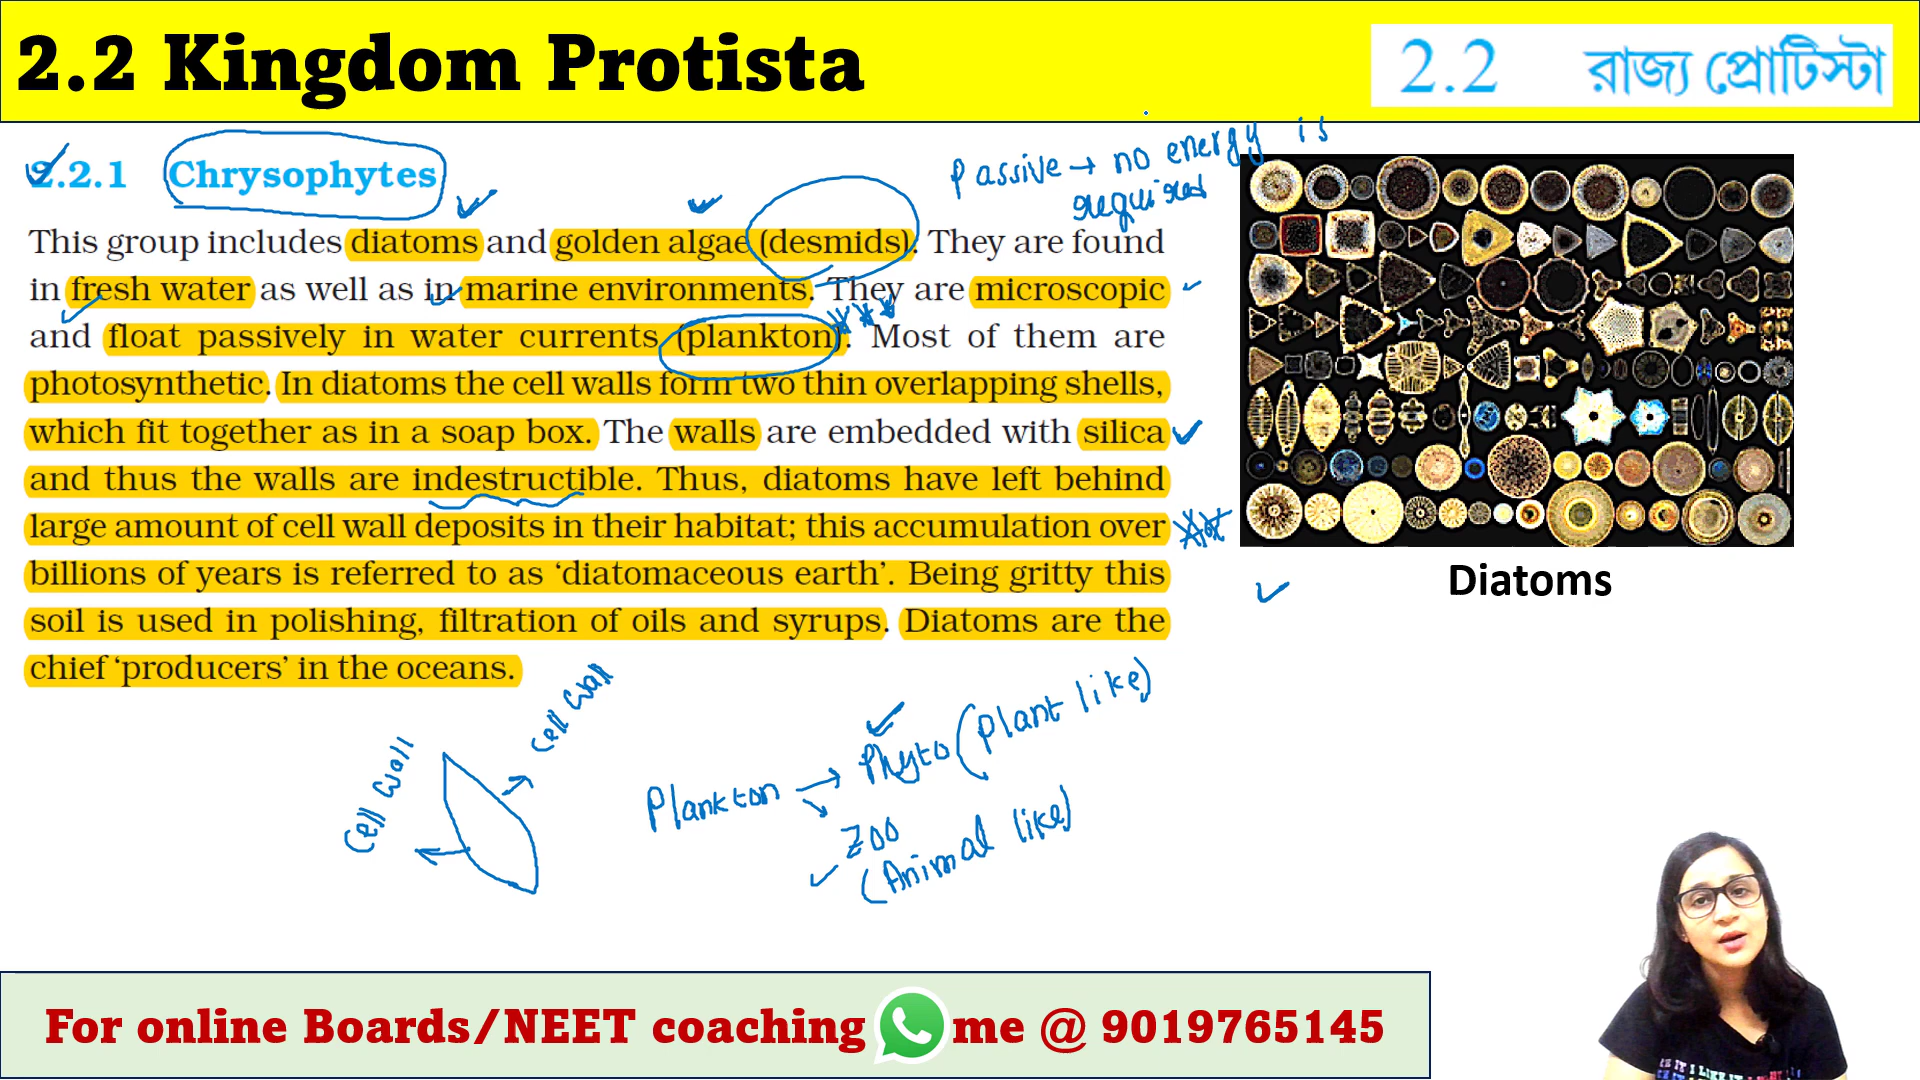 2.2 Kingdom Protista
2.2 রাজ্য প্রোটিস্টা
2.2.1 Chrysophytes
Passive → no energy is
required
This group includes diatoms and golden algae (desmids). They are found
in fresh water as well as in marine environments. They are microscopic
and float passively in water currents (plankton). Most of them are
photosynthetic. In diatoms the cell walls form two thin overlapping shells,
which fit together as in a soap box. The walls are embedded with silica
and thus the walls are indestructible. Thus, diatoms have left behind
large amount of cell wall deposits in their habitat; this accumulation over
billions of years is referred to as ‘diatomaceous earth’. Being gritty this
soil is used in polishing, filtration of oils and syrups. Diatoms are the
chief ‘producers’ in the oceans.
Diatoms
Cell Wall
Cell Wall
Plankton → Phyto (Plant like)
Zoo
(Animal like)
For online Boards/NEET coaching me @ 9019765145